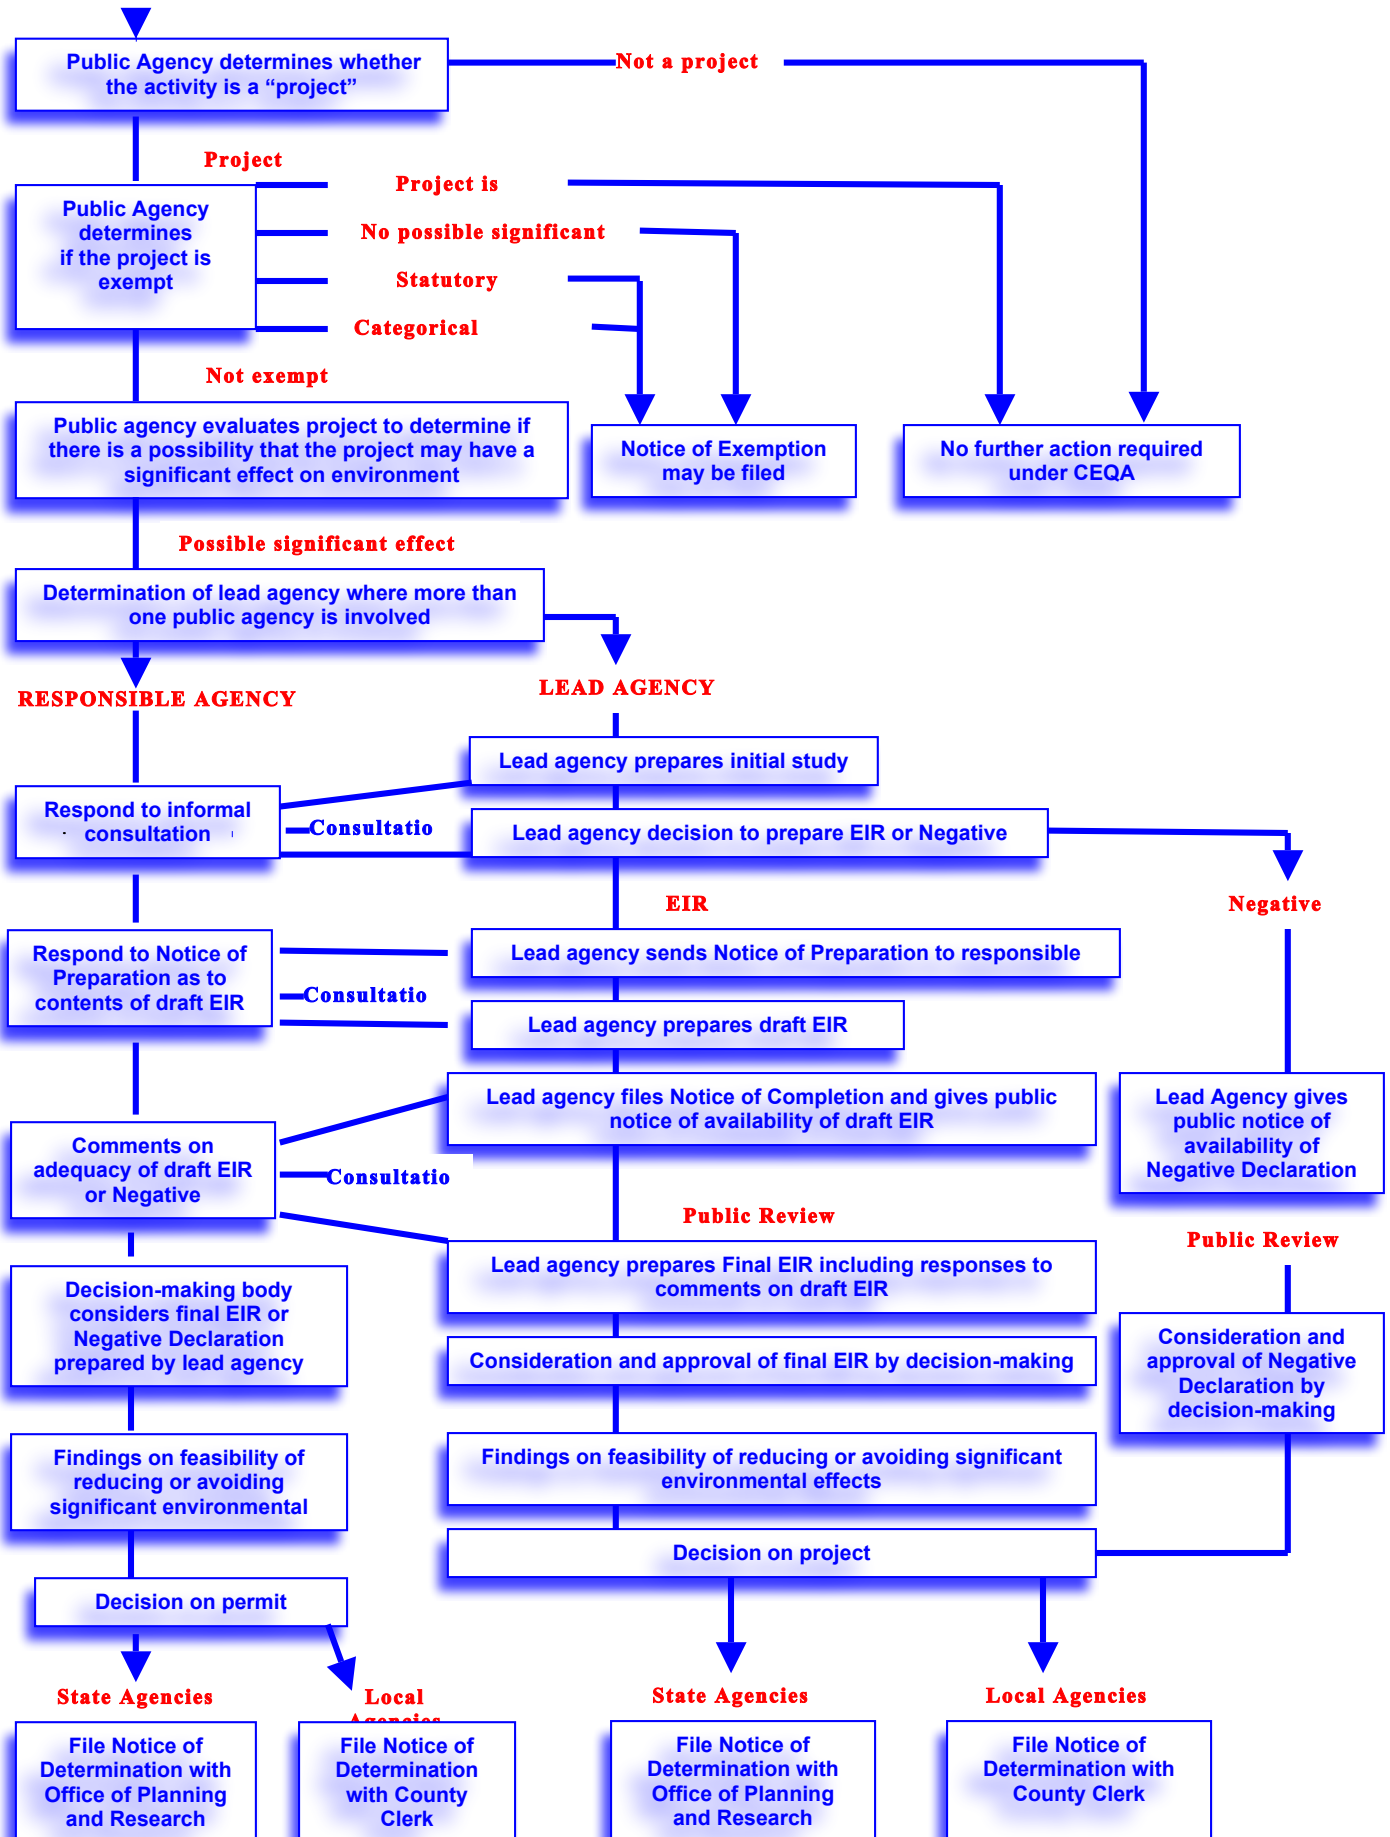 Public Agency determines whether
the activity is a “project”
Not a project
Project
Public Agency
determines
if the project is
exempt
Project is
No possible significant
Statutory
Categorical
Not exempt
Public agency evaluates project to determine if
there is a possibility that the project may have a
significant effect on environment
Notice of Exemption
may be filed
No further action required
under CEQA
Possible significant effect
Determination of lead agency where more than
one public agency is involved
RESPONSIBLE AGENCY
LEAD AGENCY
Lead agency prepares initial study
Respond to informal
consultation
Consultatio
Lead agency decision to prepare EIR or Negative
EIR
Negative
Respond to Notice of
Preparation as to
contents of draft EIR
Lead agency sends Notice of Preparation to responsible
Consultatio
Lead agency prepares draft EIR
Lead agency files Notice of Completion and gives public
notice of availability of draft EIR
Lead Agency gives
public notice of
availability of
Negative Declaration
Comments on
adequacy of draft EIR
or Negative
Consultatio
Public Review
Public Review
Lead agency prepares Final EIR including responses to
comments on draft EIR
Decision-making body
considers final EIR or
Negative Declaration
prepared by lead agency
Consideration and approval of final EIR by decision-making
Consideration and
approval of Negative
Declaration by
decision-making
Findings on feasibility of
reducing or avoiding
significant environmental
Findings on feasibility of reducing or avoiding significant
environmental effects
Decision on project
Decision on permit
State Agencies
Local
Agencies
State Agencies
Local Agencies
File Notice of
Determination with
Office of Planning
and Research
File Notice of
Determination
with County
Clerk
File Notice of
Determination with
Office of Planning
and Research
File Notice of
Determination with
County Clerk